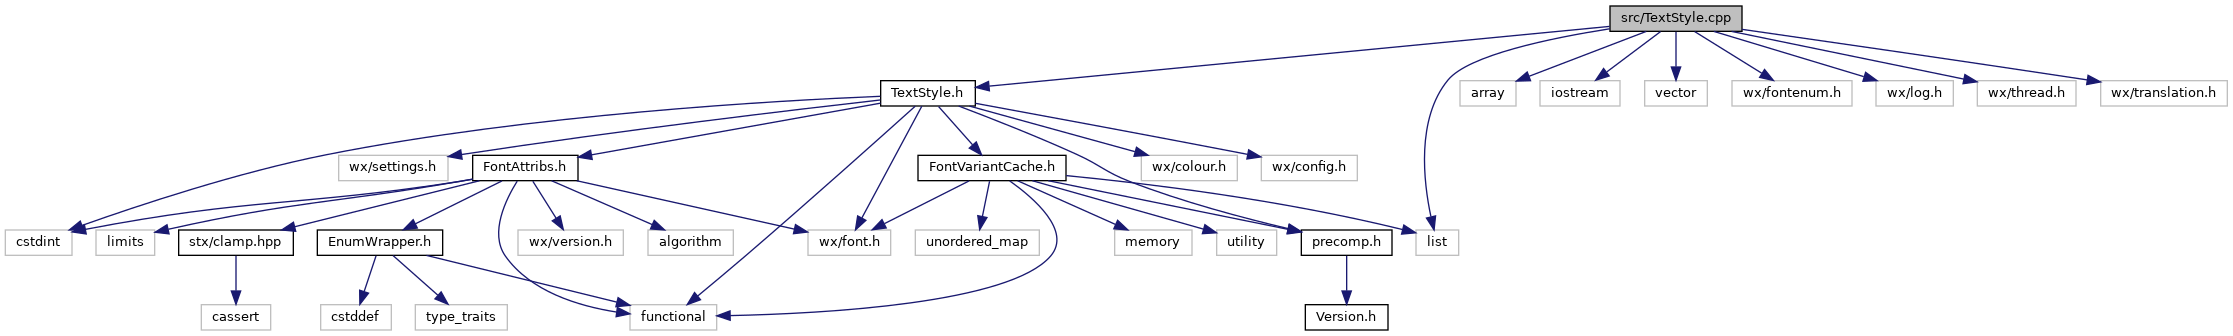 src/TextStyle.cpp
TextStyle.h
array
iostream
vector
wx/fontenum.h
wx/log.h
wx/thread.h
wx/translation.h
wx/settings.h
FontAttribs.h
FontVariantCache.h
wx/colour.h
wx/config.h
cstdint
limits
stx/clamp.hpp
EnumWrapper.h
wx/version.h
algorithm
wx/font.h
unordered_map
memory
utility
precomp.h
list
cassert
cstddef
type_traits
functional
Version.h